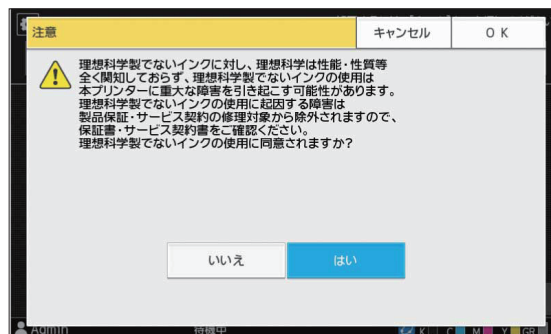 注意
キャンセル
OK
理想科学製でないインクに対し、理想科学は性能・性質等
全く関知しておらず、理想科学製でないインクの使用は
本プリンターに重大な障害を引き起こす可能性があります。
理想科学製でないインクの使用に起因する障害は
製品保証・サービス契約の修理対象から除外されますので、
保証書・サービス契約書をご確認ください。
理想科学製でないインクの使用に同意されますか?
いいえ
はい
Admin
待機中
K C M Y GR